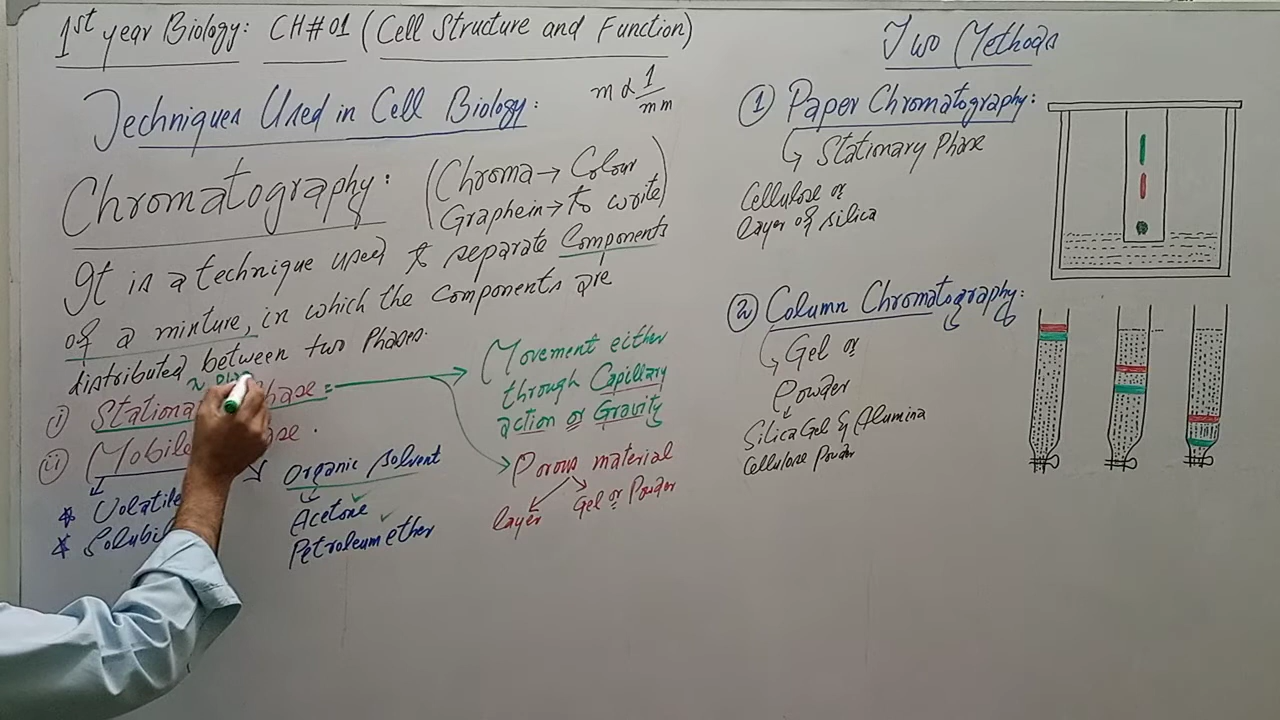 1st year Biology: CH#01 (Cell Structure and Function)
Techniques Used in Cell Biology:
m α 1/mm
Chromatography:
(Chroma → Colour
Graphein → to write)
It is a technique used to separate Components
of a mixture, in which the components are
distributed between two Phases.
i) Stationary Phase:
ii) Mobile Phase.
* Volatile
* Solubil
Organic Solvent
Acetone ✓
Petroleum ether ✓
(Movement either
through Capillary
action or Gravity
Porous material
layer
Gel or Powder
Two Methods
① Paper Chromatography:
Stationary Phase
Cellulose or
layer of silica
② Column Chromatography:
Gel or
Powder
Silica Gel & Alumina
Cellulose Powder